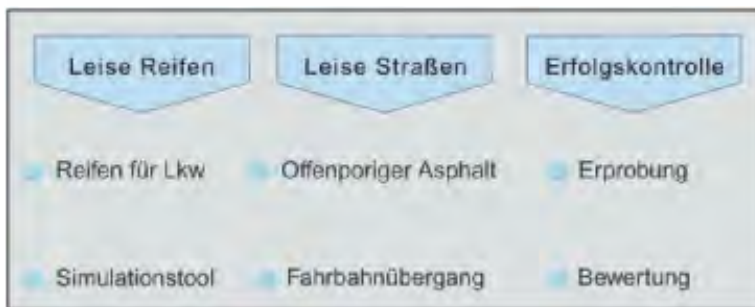 Leise Reifen
Leise Straßen
Erfolgskontrolle
Reifen für Lkw
Offenporiger Asphalt
Erprobung
Simulationstool
Fahrbahnübergang
Bewertung